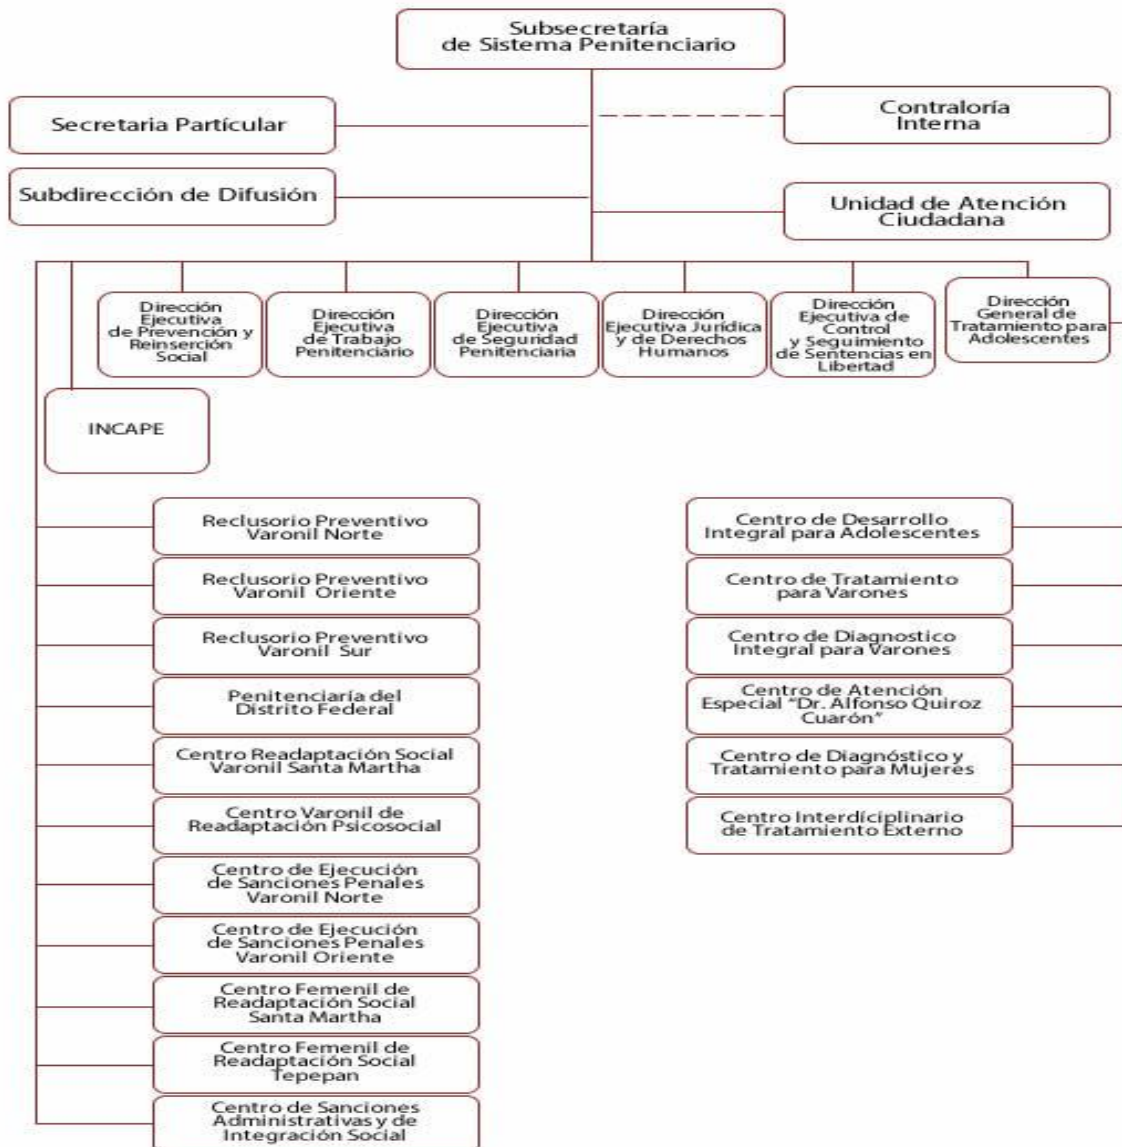 Subsecretaría
de Sistema Penitenciario
Secretaria Partícular
Contraloría
Interna
Subdirección de Difusión
Unidad de Atención
Ciudadana
Dirección
Ejecutiva
de Prevención y
Reinserción
Social
Dirección
Ejecutiva
de Trabajo
Penitenciario
Dirección
Ejecutiva
de Seguridad
Penitenciaria
Dirección
Ejecutiva Jurídica
y de Derechos
Humanos
Dirección
Ejecutiva de
Control
y Seguimiento
de Sentencias en
Libertad
Dirección
General de
Tratamiento para
Adolescentes
INCAPE
Reclusorio Preventivo
Varonil Norte
Reclusorio Preventivo
Varonil Oriente
Reclusorio Preventivo
Varonil Sur
Penitenciaría del
Distrito Federal
Centro Readaptación Social
Varonil Santa Martha
Centro Varonil de
Readaptación Psicosocial
Centro de Ejecución
de Sanciones Penales
Varonil Norte
Centro de Ejecución
de Sanciones Penales
Varonil Oriente
Centro Femenil de
Readaptación Social
Santa Martha
Centro Femenil de
Readaptación Social
Tepepan
Centro de Sanciones
Administrativas y de
Integración Social
Centro de Desarrollo
Integral para Adolescentes
Centro de Tratamiento
para Varones
Centro de Diagnostico
Integral para Varones
Centro de Atención
Especial "Dr. Alfonso Quiroz
Cuarón"
Centro de Diagnóstico y
Tratamiento para Mujeres
Centro Interdíciplinario
de Tratamiento Externo